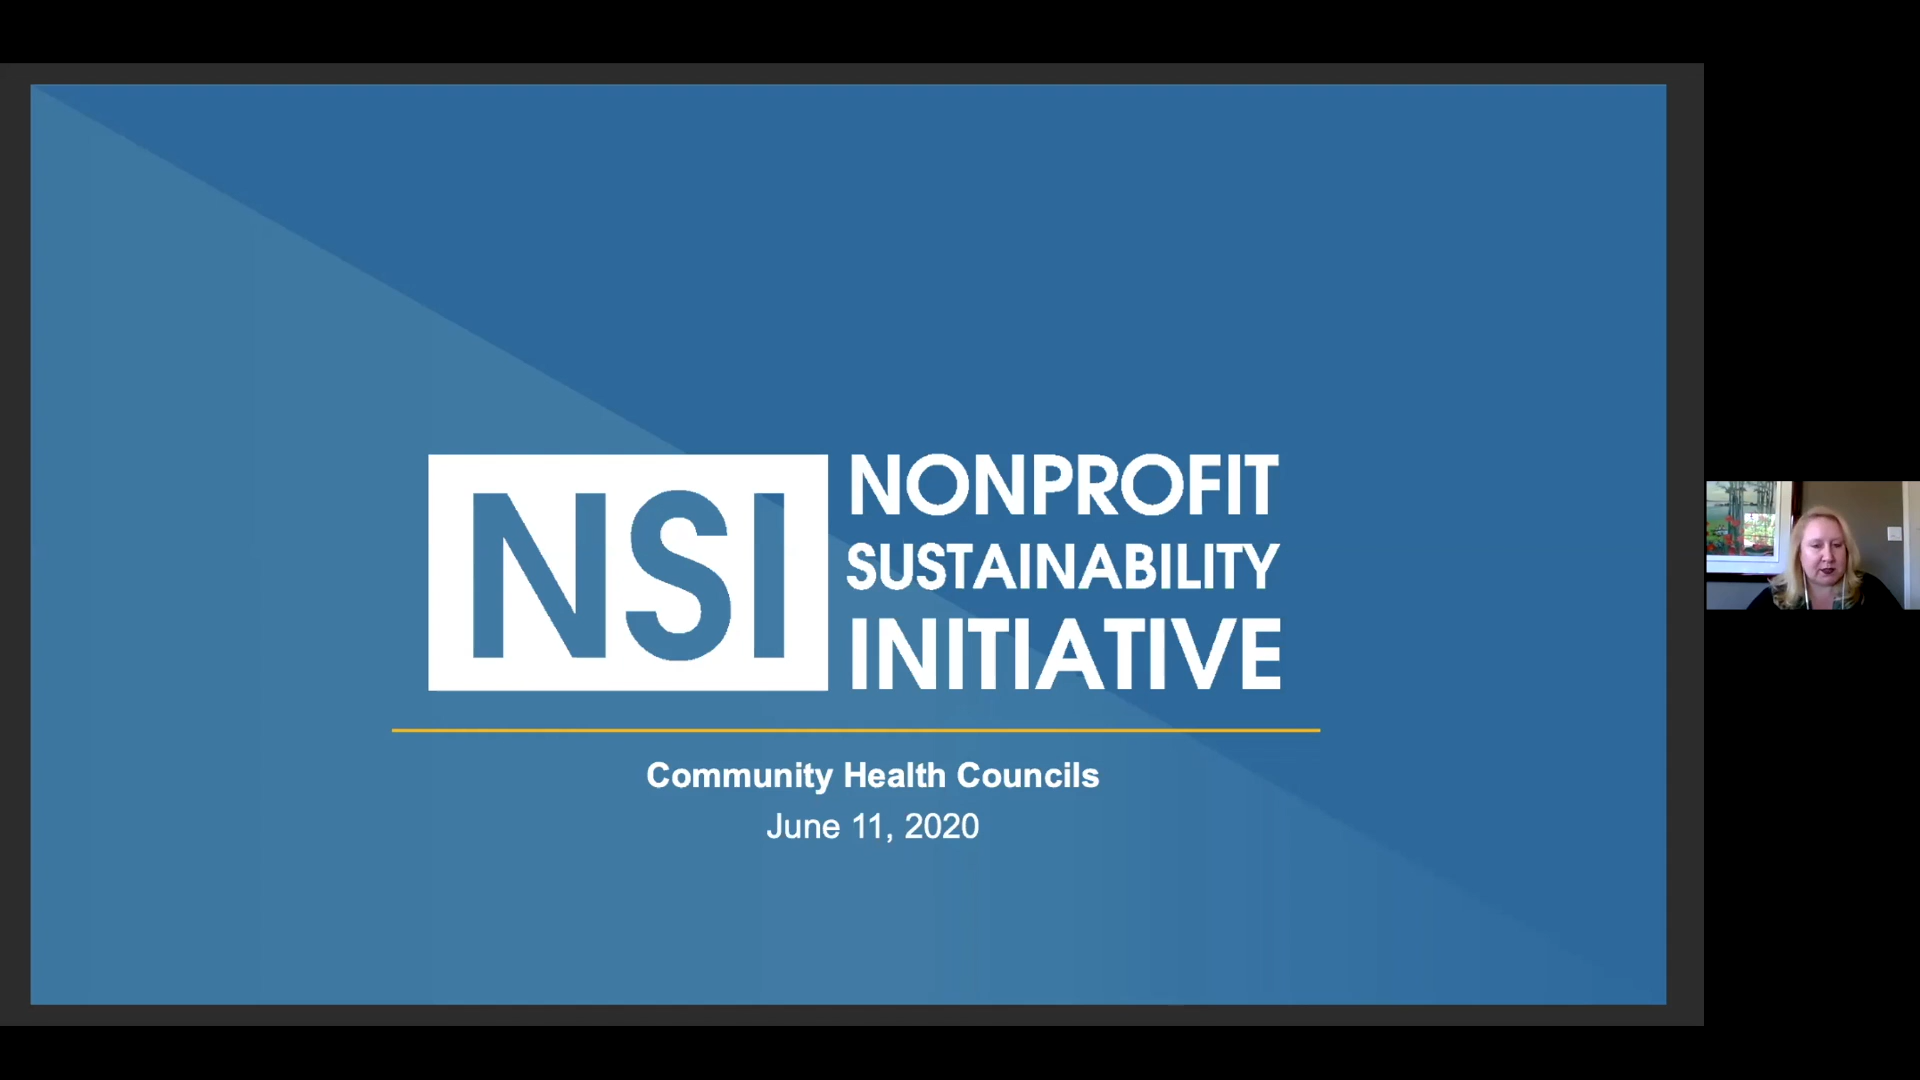 NSI
NONPROFIT
SUSTAINABILITY
INITIATIVE
Community Health Councils
June 11, 2020